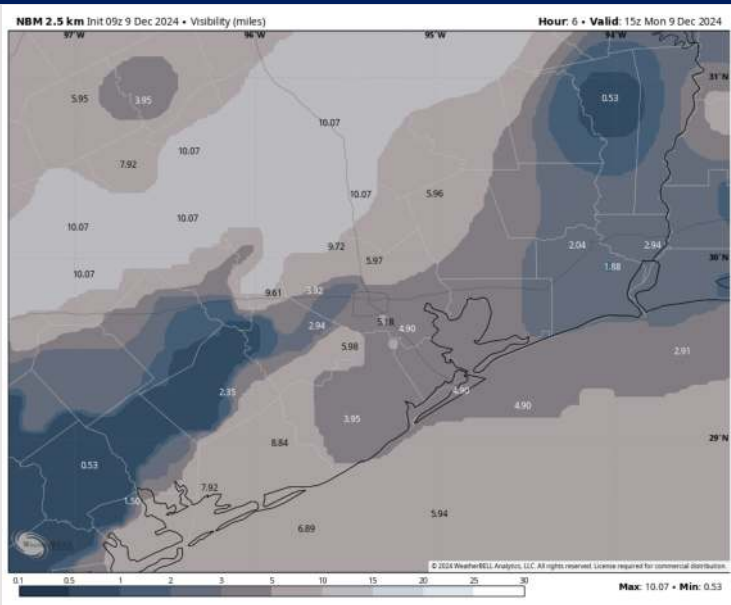 NBM 2.5 km Init 09z 9 Dec 2024 • Visibility (miles) Hour: 6 • Valid: 15z Mon 9 Dec 2024
97°W 96°W 95°W 94°W
31°N
5.95 3.95 0.53
10.07
10.07
7.92
10.07 5.96
10.07
10.07
9.72 2.04 2.94
30°N
5.97 1.88
10.07
9.61
5.18
2.94 4.90
5.98 2.91
2.35 4.90
4.90
3.95
8.84 29°N
0.53
7.92
1.50
5.94
6.89
© 2024 WeatherBELL Analytics, LLC. All rights reserved. License required for commercial distribution.
0.1 0.5 1 2 3 5 10 15 20 25 30
Max: 10.07 • Min: 0.53